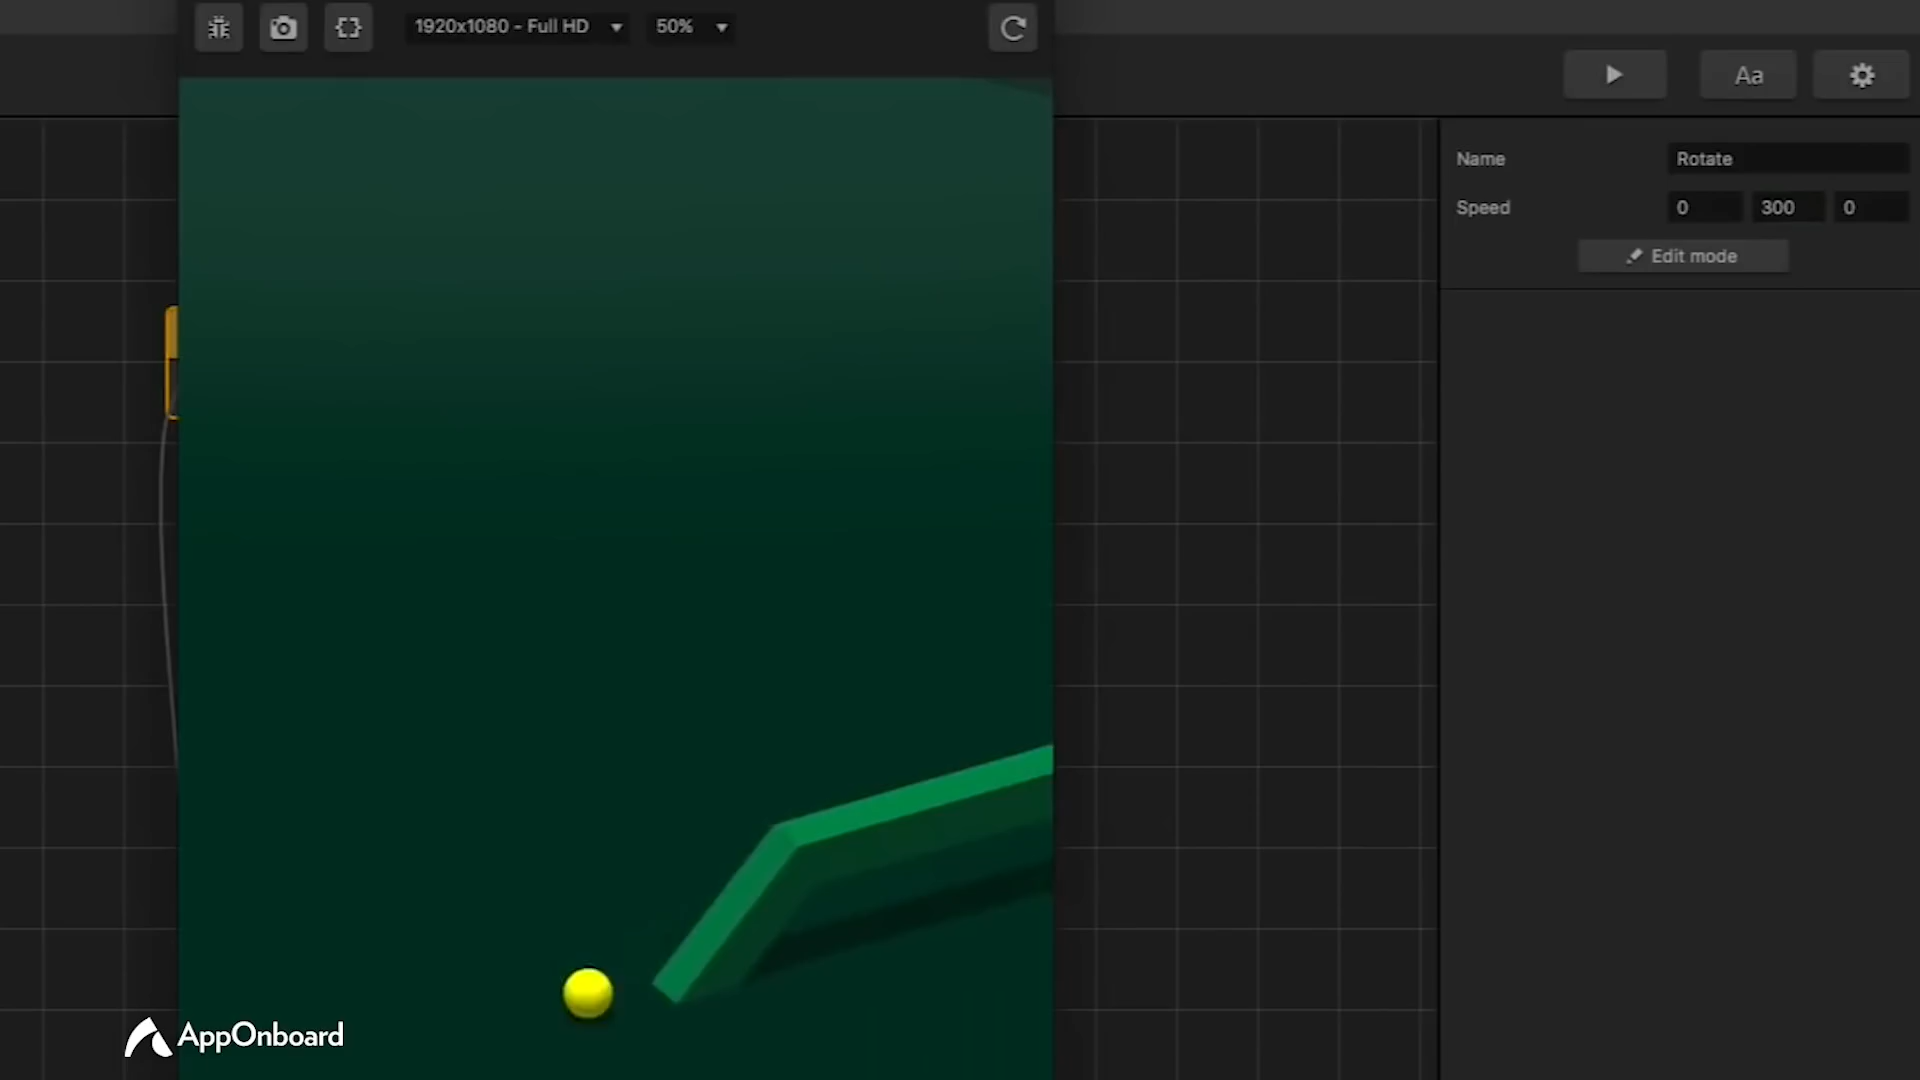 1920x1080 - Full HD
50%
Aa
Name
Rotate
Speed
0
300
0
Edit mode
AppOnboard